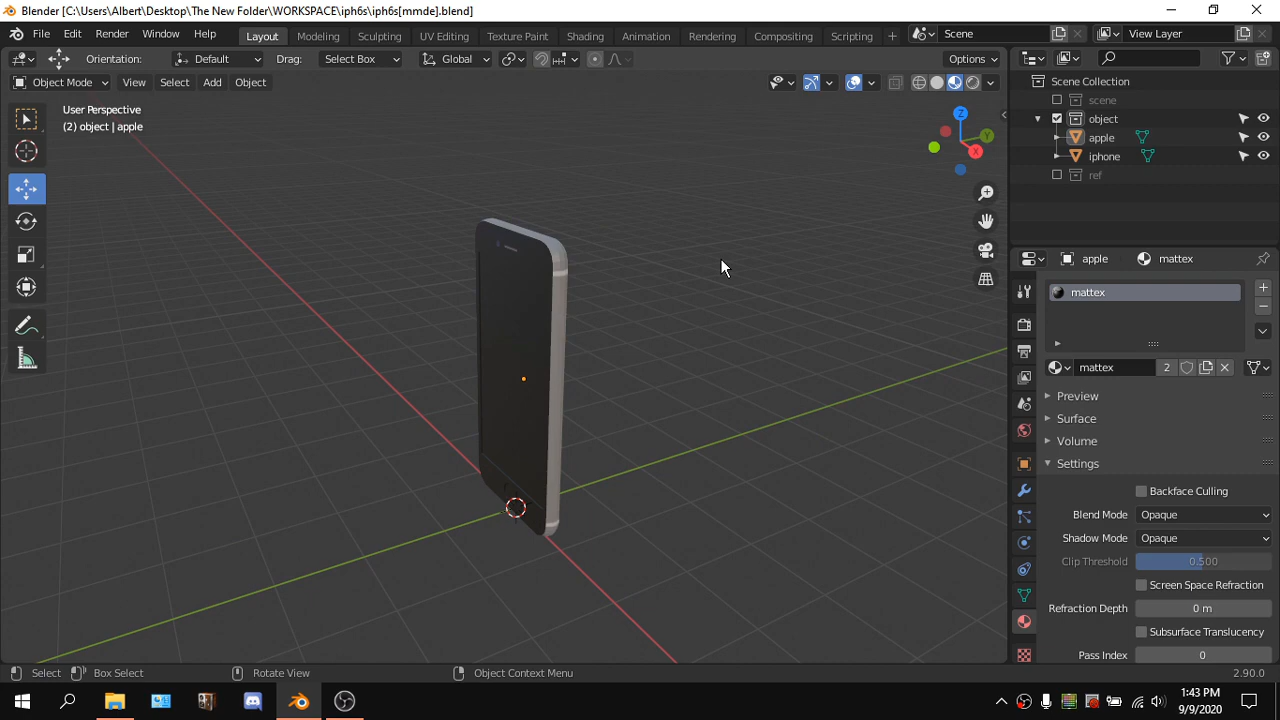 Blender [C:\Users\Albert\Desktop\The New Folder\WORKSPACE\iph6s\iph6s[mmde].blend]
File Edit Render Window Help Layout Modeling Sculpting UV Editing Texture Paint Shading Animation Rendering Compositing Scripting + Scene View Layer
Orientation: Default Drag: Select Box Global Options
Object Mode View Select Add Object
User Perspective
(2) object | apple
Z
Y
X
Scene Collection
scene
object
apple
iphone
ref
apple mattex
mattex
mattex 2
Preview
Surface
Volume
Settings
Backface Culling
Blend Mode Opaque
Shadow Mode Opaque
Clip Threshold 0.500
Screen Space Refraction
Refraction Depth 0 m
Subsurface Translucency
Pass Index 0
Select Box Select Rotate View Object Context Menu 2.90.0
1:43 PM
9/9/2020